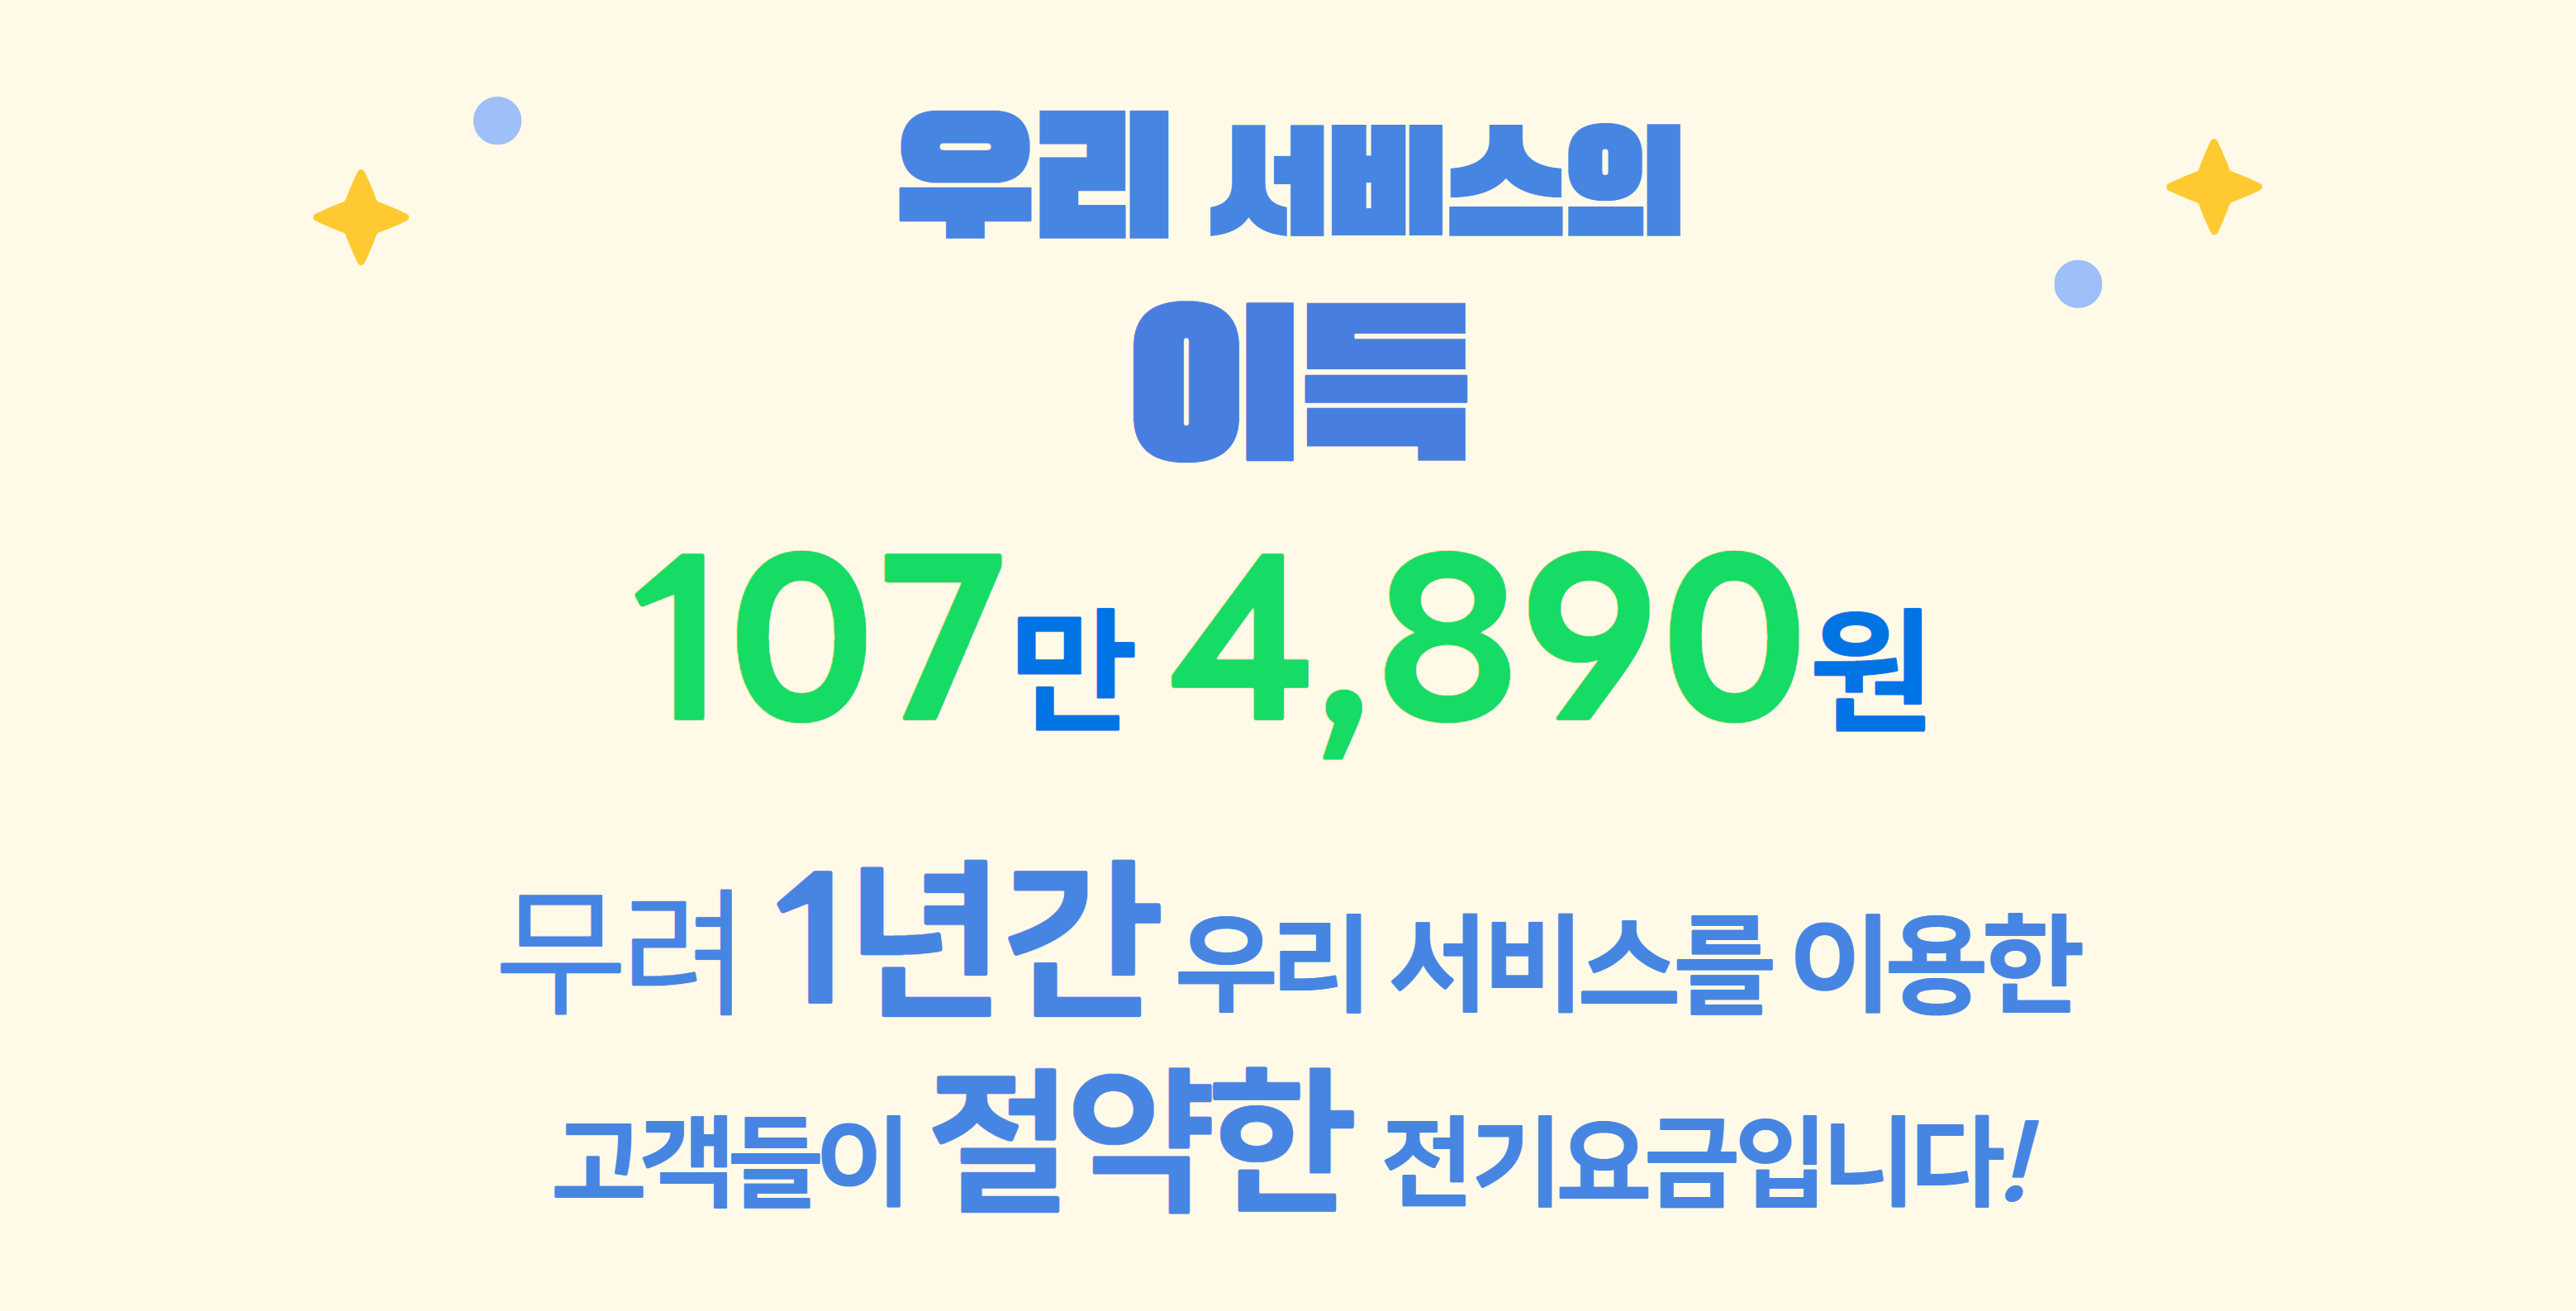 우리 서비스의
이득
107만 4,890원
무려 1년간 우리 서비스를 이용한
고객들이 절약한 전기요금입니다!